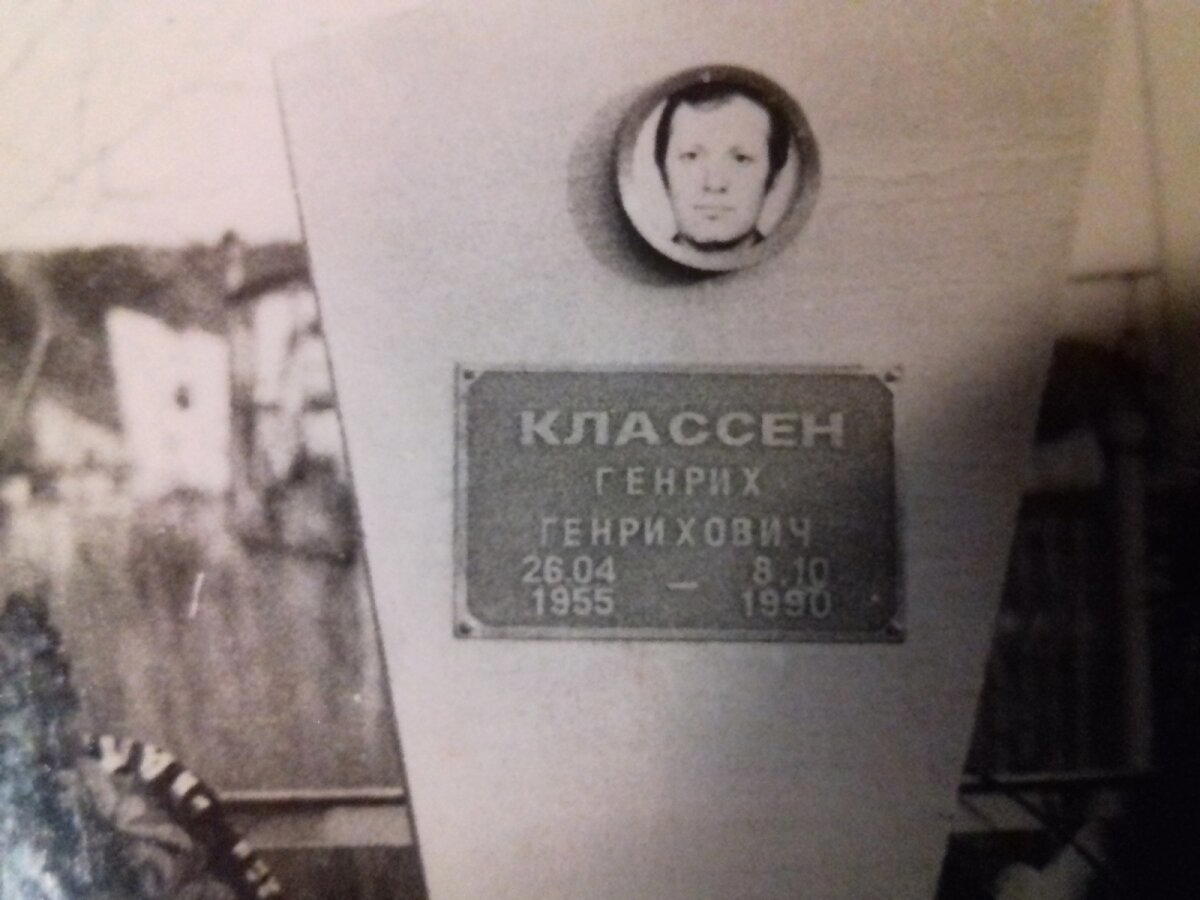 КЛАССЕН
ГЕНРИХ
ГЕНРИХОВИЧ
26.04 – 8.10
1955 1990